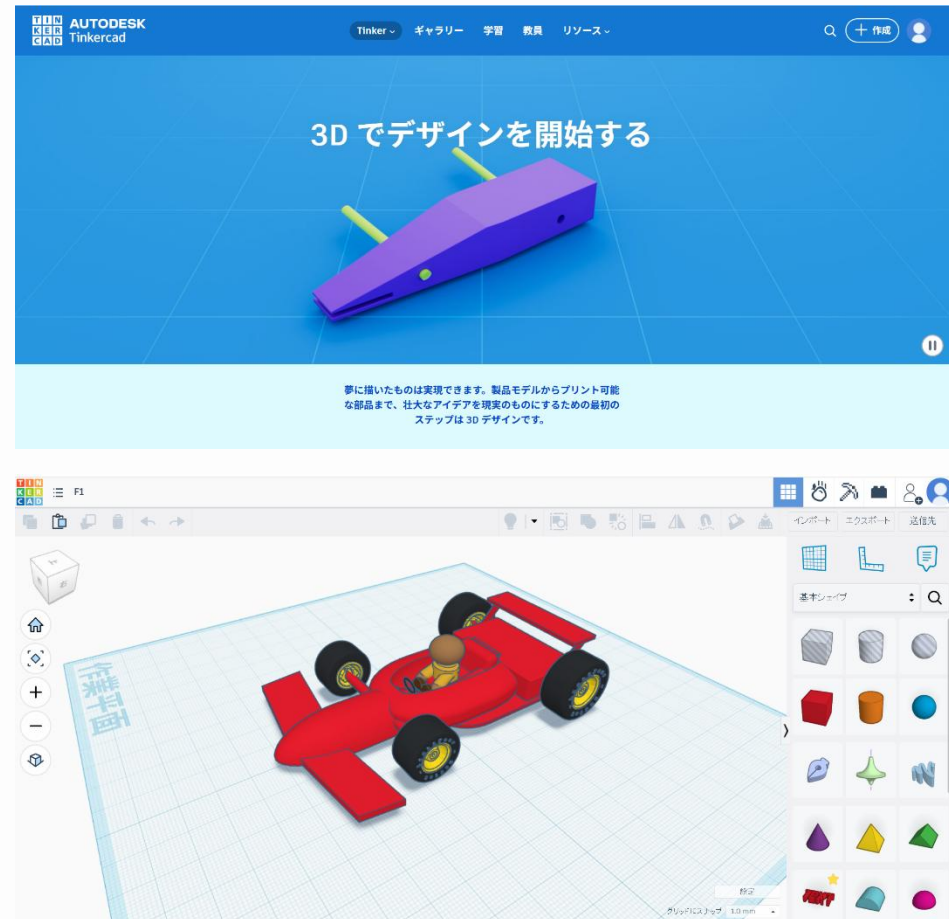 TIN
KER
CAD
AUTODESK
Tinkercad
Tinker ギャラリー 学習 教員 リソース
作成
3D でデザインを開始する
夢に描いたものは実現できます。製品モデルからプリント可能
な部品まで、壮大なアイデアを現実のものにするための最初の
ステップは 3D デザインです。
TIN
KER
CAD
F1
インポート エクスポート 送信先
基本シェイプ
作業平面
TEXT
設定
グリッドにスナップ 1.0 mm